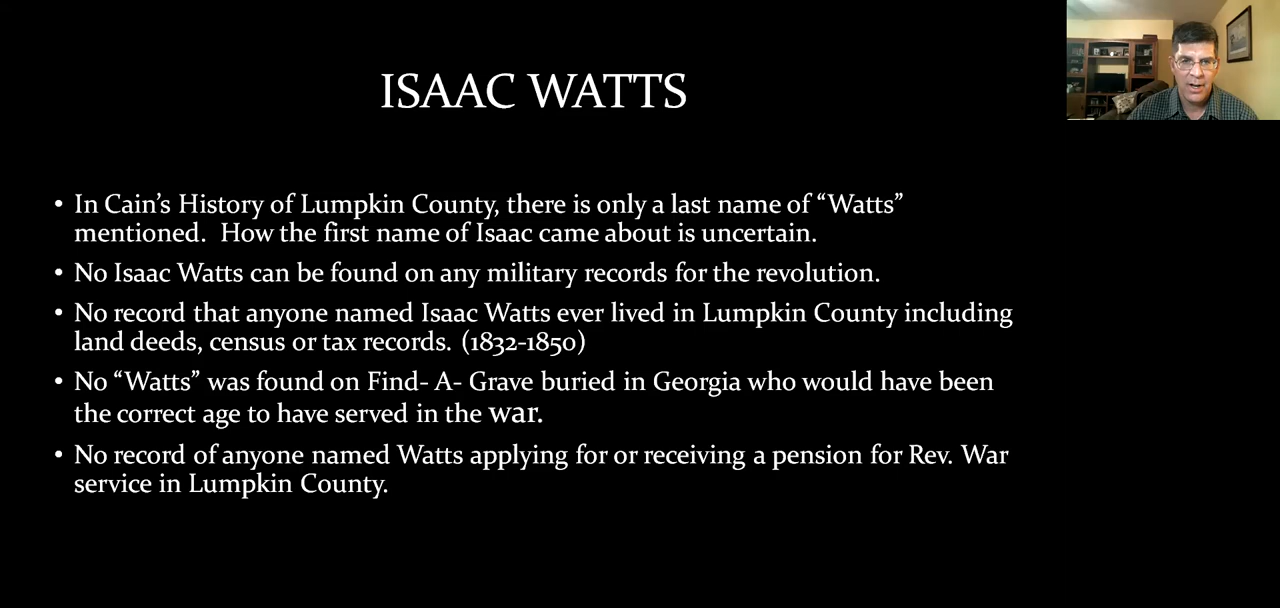 ISAAC WATTS
• In Cain’s History of Lumpkin County, there is only a last name of “Watts”
mentioned.  How the first name of Isaac came about is uncertain.
• No Isaac Watts can be found on any military records for the revolution.
• No record that anyone named Isaac Watts ever lived in Lumpkin County including
land deeds, census or tax records.  (1832-1850)
• No “Watts” was found on Find- A- Grave buried in Georgia who would have been
the correct age to have served in the war.
• No record of anyone named Watts applying for or receiving a pension for Rev.  War
service in Lumpkin County.